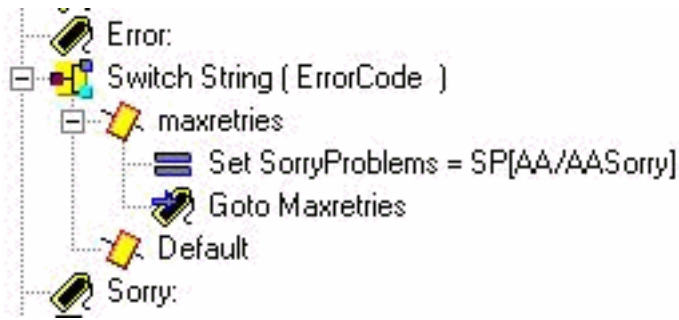 Error:
Switch String ( ErrorCode  )
maxretries
Set SorryProblems = SP[AA/AASorry]
Goto Maxretries
Default
Sorry: